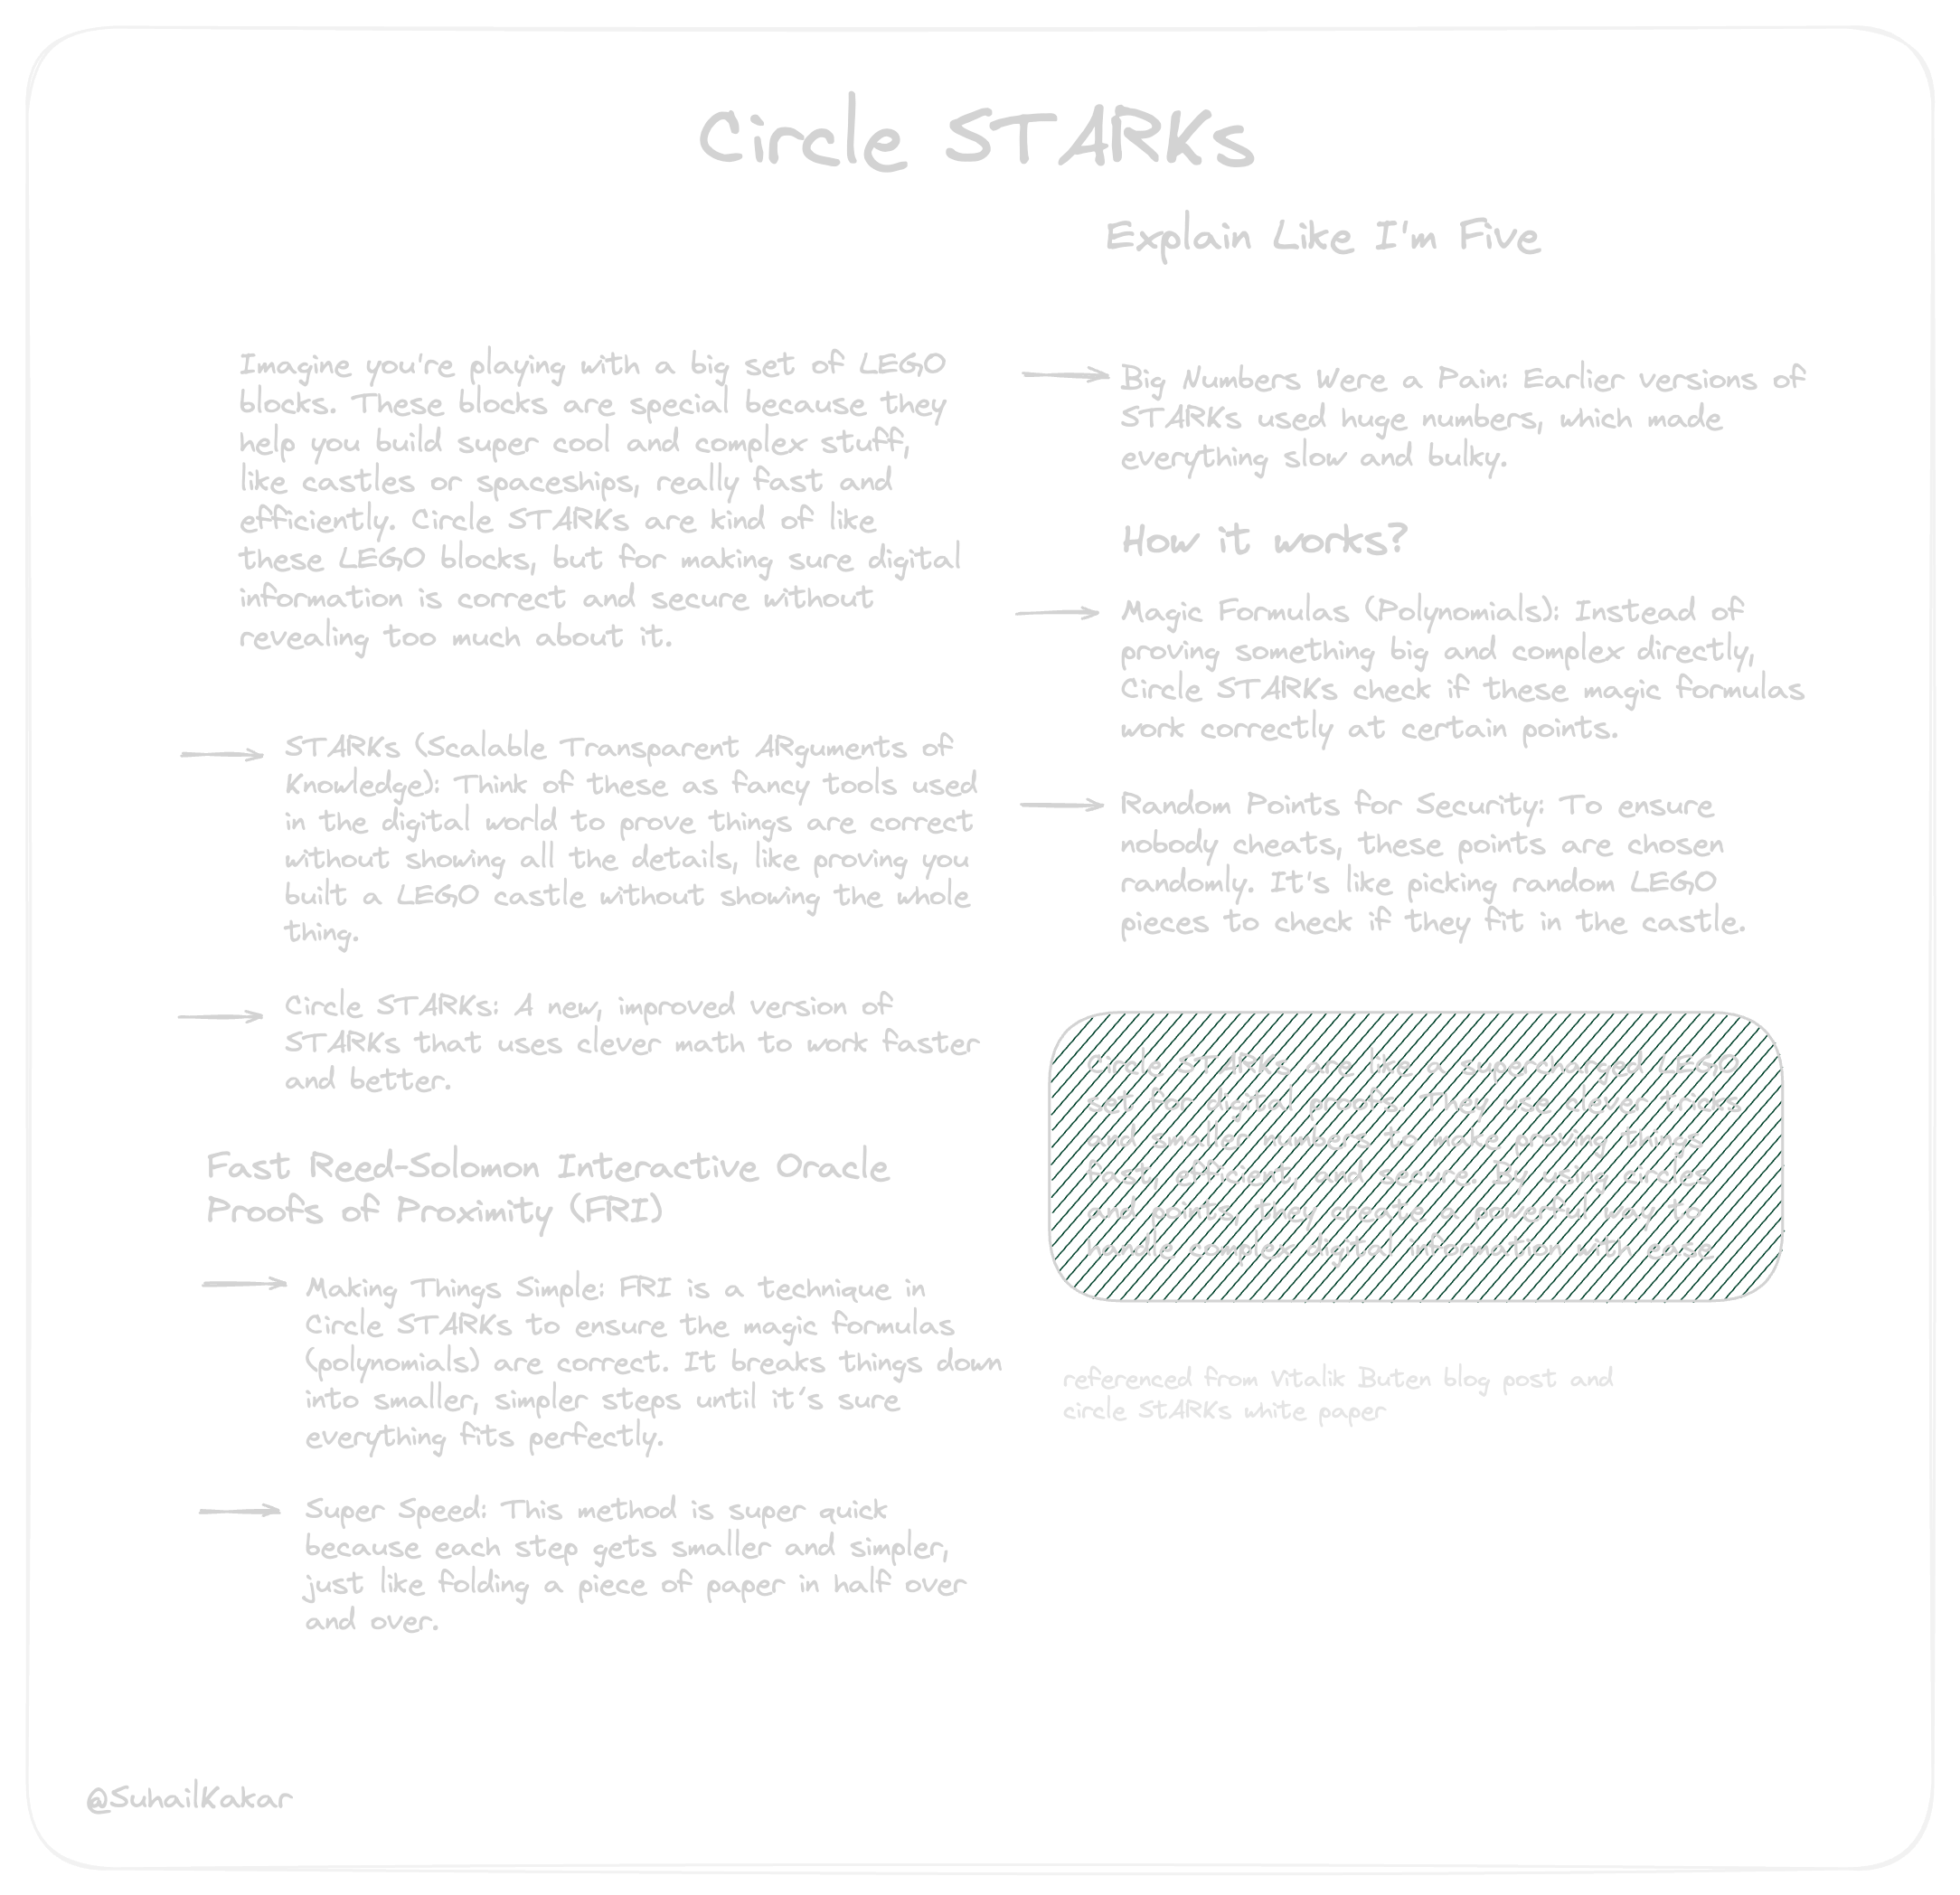 Circle STARKs
Explain Like I'm Five
Imagine you're playing with a big set of LEGO
blocks. These blocks are special because they
help you build super cool and complex stuff,
like castles or spaceships, really fast and
efficiently. Circle STARKs are kind of like
these LEGO blocks, but for making sure digital
information is correct and secure without
revealing too much about it.
STARKs (Scalable Transparent ARguments of
Knowledge): Think of these as fancy tools used
in the digital world to prove things are correct
without showing all the details, like proving you
built a LEGO castle without showing the whole
thing.
Circle STARKs: A new, improved version of
STARKs that uses clever math to work faster
and better.
Fast Reed-Solomon Interactive Oracle
Proofs of Proximity (FRI)
Making Things Simple: FRI is a technique in
Circle STARKs to ensure the magic formulas
(polynomials) are correct. It breaks things down
into smaller, simpler steps until it's sure
everything fits perfectly.
Super Speed: This method is super quick
because each step gets smaller and simpler,
just like folding a piece of paper in half over
and over.
Big Numbers Were a Pain: Earlier versions of
STARKs used huge numbers, which made
everything slow and bulky.
How it works?
Magic Formulas (Polynomials): Instead of
proving something big and complex directly,
Circle STARKs check if these magic formulas
work correctly at certain points.
Random Points for Security: To ensure
nobody cheats, these points are chosen
randomly. It's like picking random LEGO
pieces to check if they fit in the castle.
Circle STARKs are like a supercharged LEGO
set for digital proofs. They use clever tricks
and smaller numbers to make proving things
fast, efficient, and secure. By using circles
and points, they create a powerful way to
handle complex digital information with ease
referenced from Vitalik Buten blog post and
circle StARKs white paper
@SuhailKakar